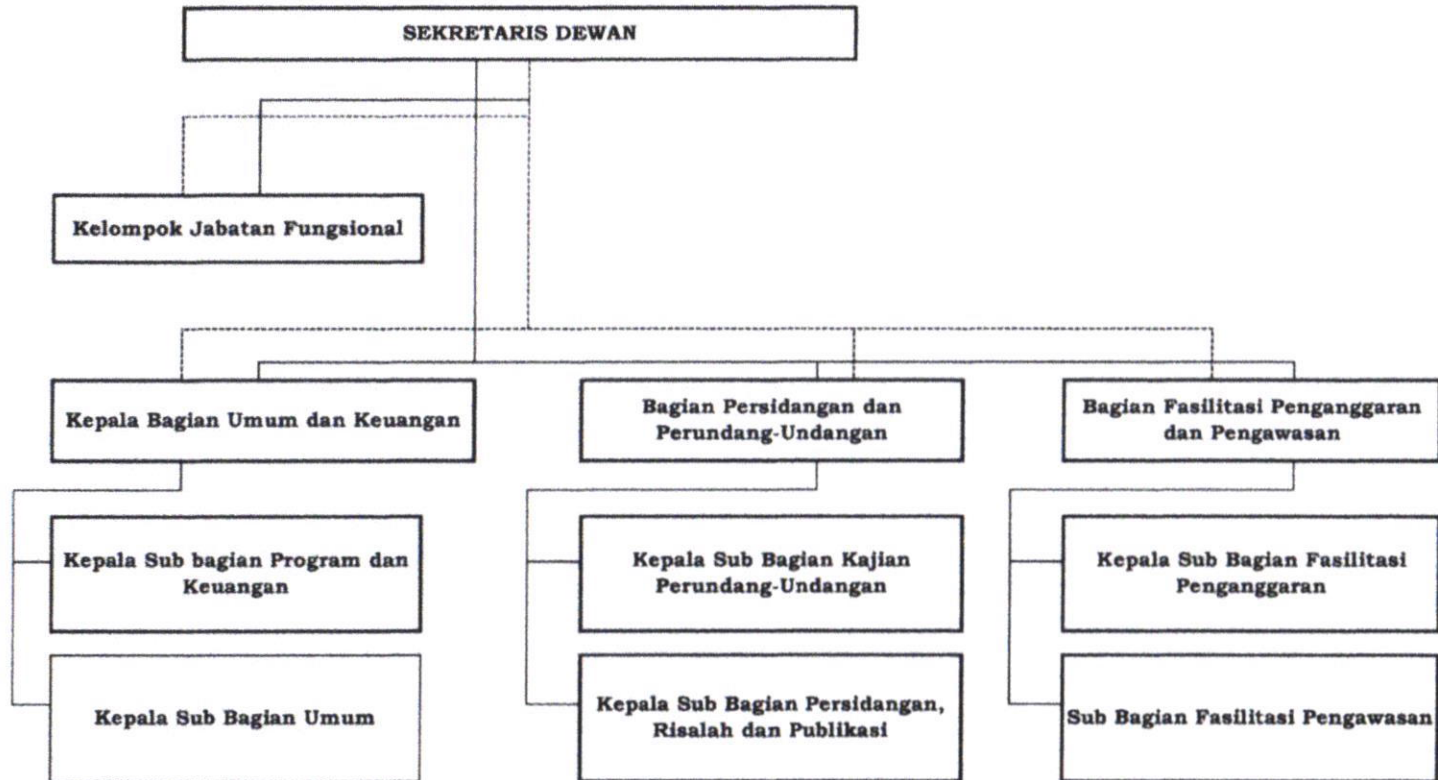 SEKRETARIS DEWAN
Kelompok Jabatan Fungsional
Kepala Bagian Umum dan Keuangan
Bagian Persidangan dan
Perundang-Undangan
Bagian Fasilitasi Penganggaran
dan Pengawasan
Kepala Sub bagian Program dan
Keuangan
Kepala Sub Bagian Kajian
Perundang-Undangan
Kepala Sub Bagian Fasilitasi
Penganggaran
Kepala Sub Bagian Umum
Kepala Sub Bagian Persidangan,
Risalah dan Publikasi
Sub Bagian Fasilitasi Pengawasan